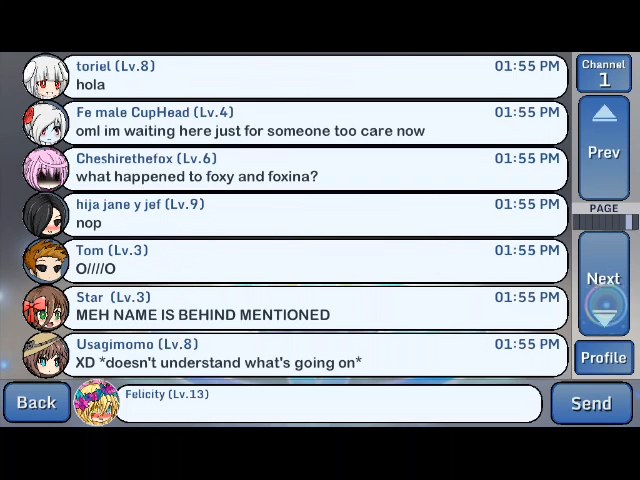 toriel (Lv.8) 01:55 PM
hola
Fe male CupHead (Lv.4) 01:55 PM
oml im waiting here just for someone too care now
Cheshirethefox (Lv.6) 01:55 PM
what happened to foxy and foxina?
hija jane y jef (Lv.9) 01:55 PM
nop
Tom (Lv.3) 01:55 PM
O////O
Star (Lv.3) 01:55 PM
MEH NAME IS BEHIND MENTIONED
Usagimomo (Lv.8) 01:55 PM
XD *doesn't understand what's going on*
Channel
1
Prev
PAGE
Next
Profile
Back
Felicity (Lv.13)
Send